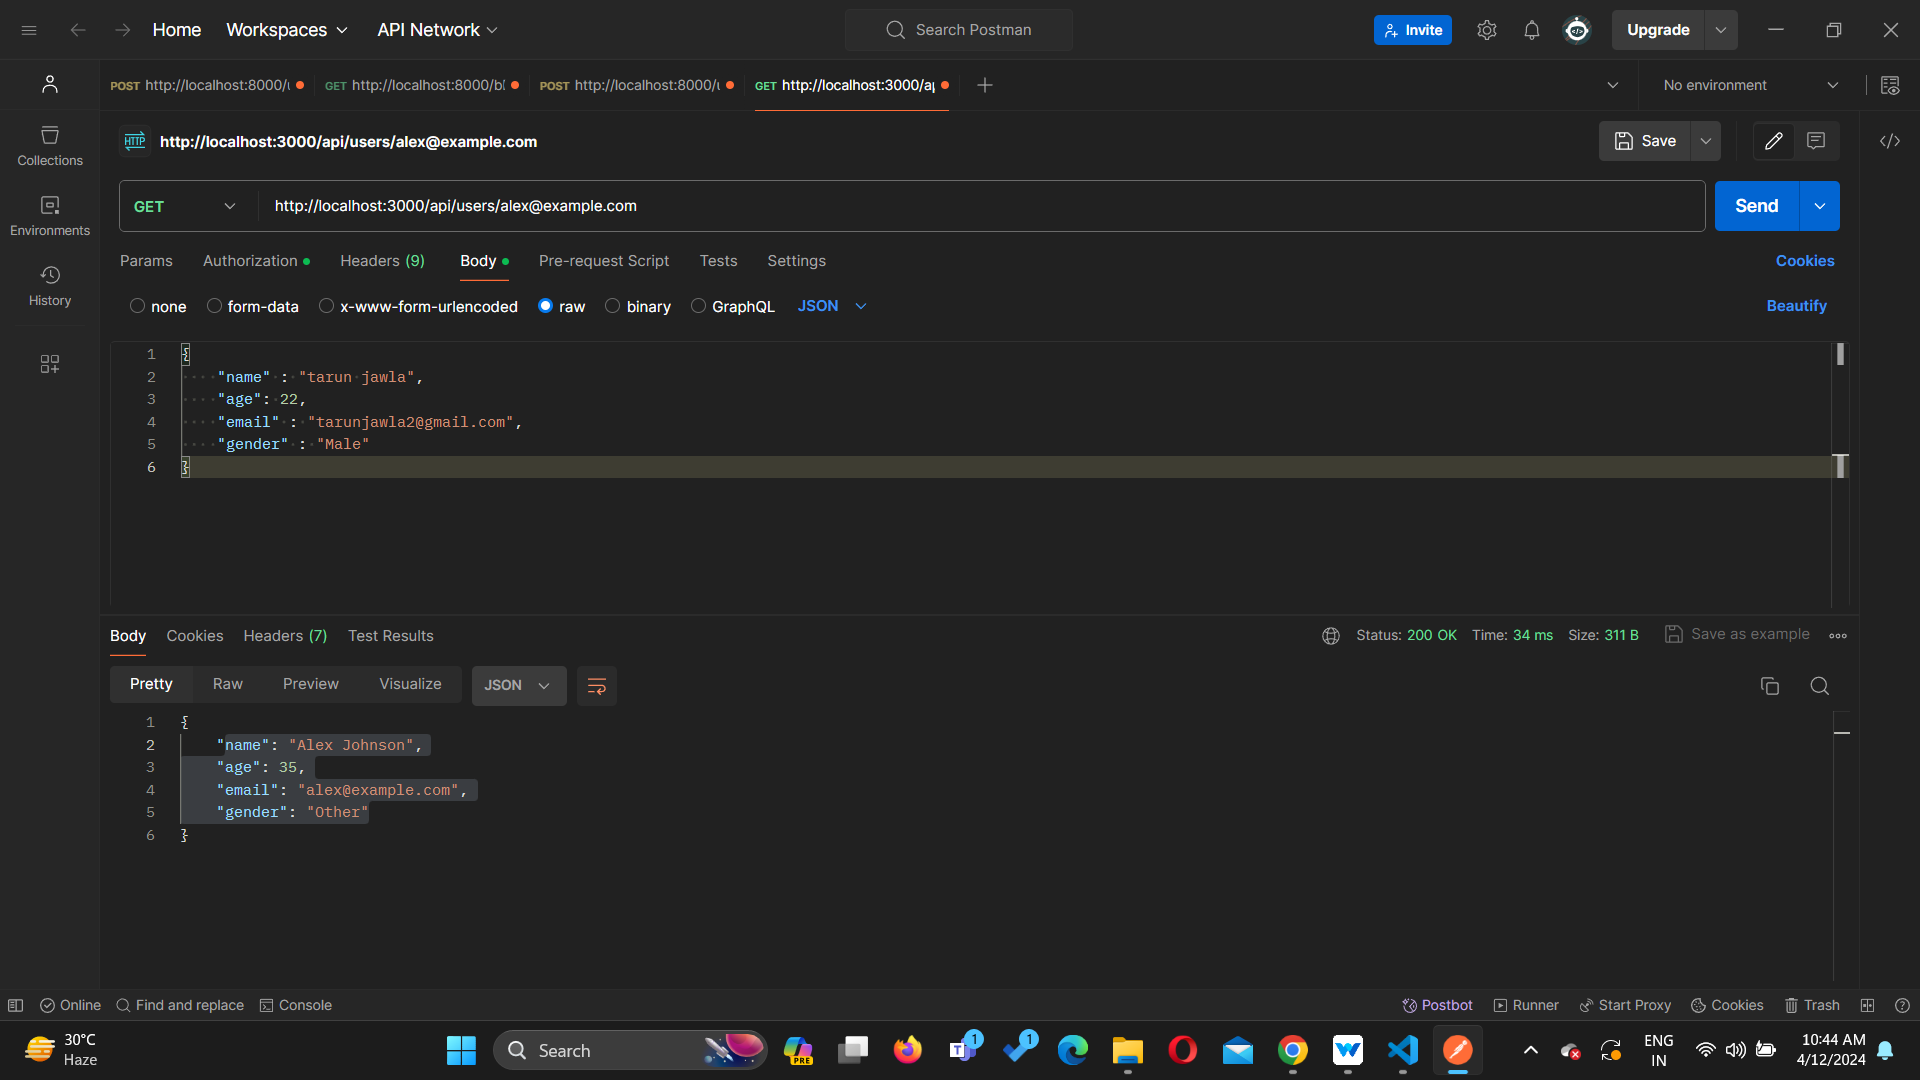 Home Workspaces API Network Search Postman Invite Upgrade
POST http://localhost:8000/ GET http://localhost:8000/bl POST http://localhost:8000/ GET http://localhost:3000/ap No environment
HTTP http://localhost:3000/api/users/alex@example.com Save
Collections
GET http://localhost:3000/api/users/alex@example.com Send
Environments
Params Authorization Headers (9) Body Pre-request Script Tests Settings Cookies
History
none form-data x-www-form-urlencoded raw binary GraphQL JSON Beautify
1 {
2 "name" : "tarun jawla",
3 "age": 22,
4 "email" : "tarunjawla2@gmail.com",
5 "gender" : "Male"
6 }
Body Cookies Headers (7) Test Results Status: 200 OK Time: 34 ms Size: 311 B Save as example
Pretty Raw Preview Visualize JSON
1 {
2 "name": "Alex Johnson",
3 "age": 35,
4 "email": "alex@example.com",
5 "gender": "Other"
6 }
Online Find and replace Console Postbot Runner Start Proxy Cookies Trash
30°C
Haze
Search
PRE
1
1
ENG
IN
10:44 AM
4/12/2024